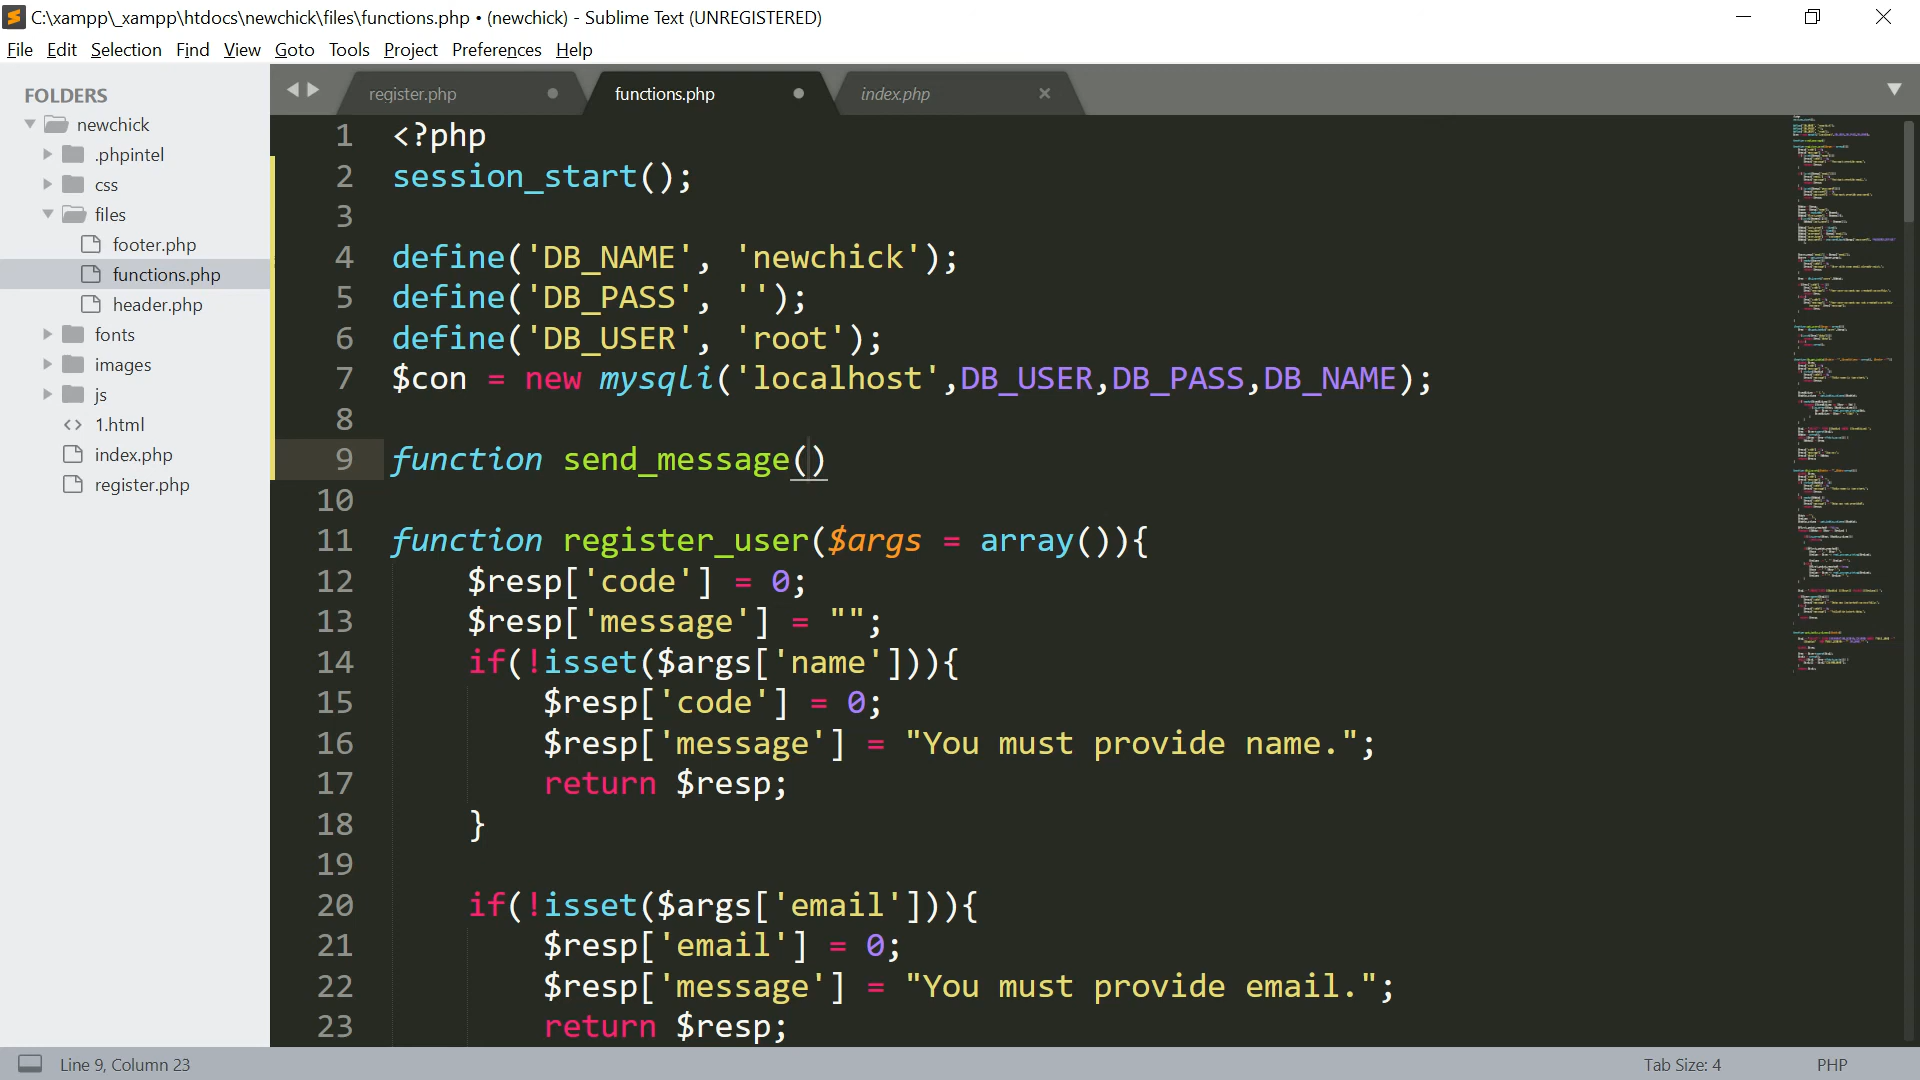 C:\xampp\_xampp\htdocs\newchick\files\functions.php • (newchick) - Sublime Text (UNREGISTERED)
File Edit Selection Find View Goto Tools Project Preferences Help
FOLDERS
newchick
.phpintel
css
files
footer.php
functions.php
header.php
fonts
images
js
1.html
index.php
register.php
register.php functions.php index.php
1 <?php
2 session_start();
3
4 define('DB_NAME', 'newchick');
5 define('DB_PASS', '');
6 define('DB_USER', 'root');
7 $con = new mysqli('localhost',DB_USER,DB_PASS,DB_NAME);
8
9 function send_message()
10
11 function register_user($args = array()){
12 $resp['code'] = 0;
13 $resp['message'] = "";
14 if(!isset($args['name'])){
15 $resp['code'] = 0;
16 $resp['message'] = "You must provide name.";
17 return $resp;
18 }
19
20 if(!isset($args['email'])){
21 $resp['email'] = 0;
22 $resp['message'] = "You must provide email.";
23 return $resp;
Line 9, Column 23
Tab Size: 4
PHP